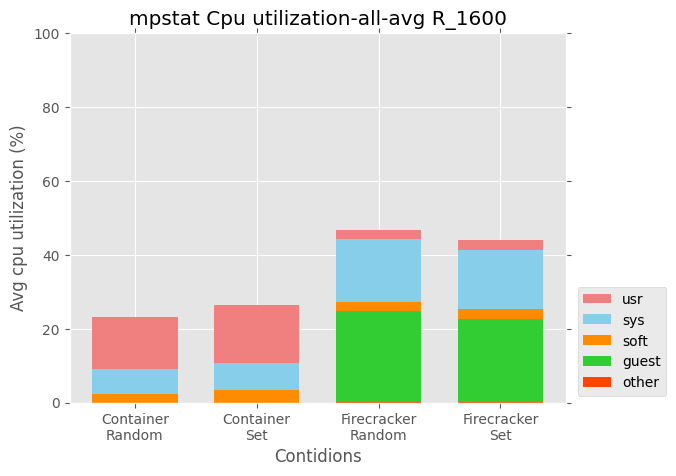 mpstat Cpu utilization-all-avg R_1600
Avg cpu utilization (%)
100
80
60
40
20
0
Container
Random
Container
Set
Firecracker
Random
Firecracker
Set
Contidions
usr
sys
soft
guest
other